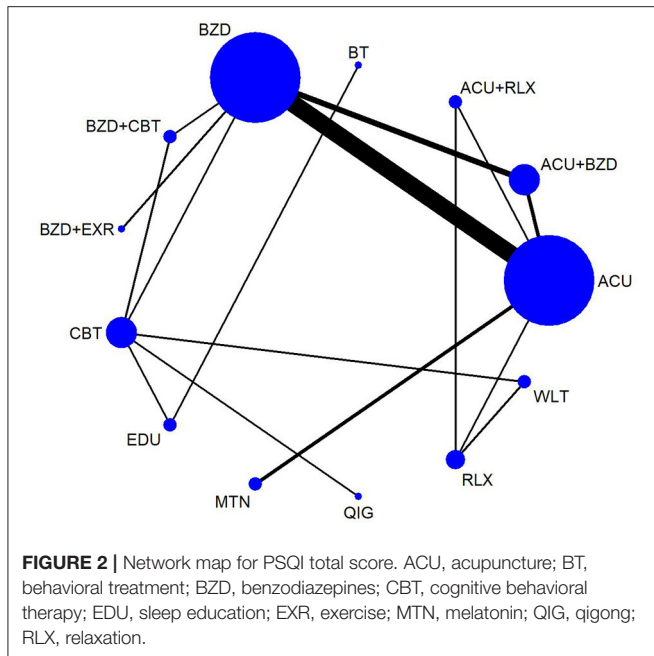 BZD
BT
ACU+RLX
BZD+CBT
ACU+BZD
BZD+EXR
ACU
CBT
WLT
EDU
RLX
MTN
QIG
FIGURE 2 | Network map for PSQI total score. ACU, acupuncture; BT,
behavioral treatment; BZD, benzodiazepines; CBT, cognitive behavioral
therapy; EDU, sleep education; EXR, exercise; MTN, melatonin; QIG, qigong;
RLX, relaxation.